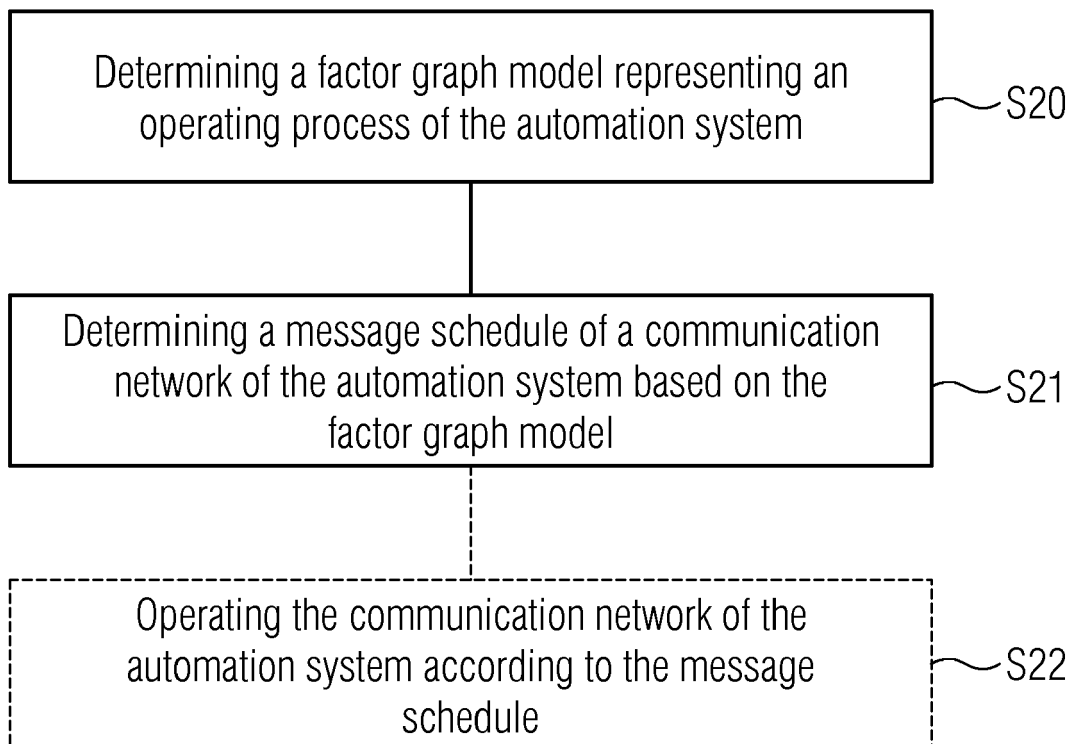 Determining a factor graph model representing an
operating process of the automation system
S20
Determining a message schedule of a communication
network of the automation system based on the
factor graph model
S21
Operating the communication network of the
automation system according to the message
schedule
S22